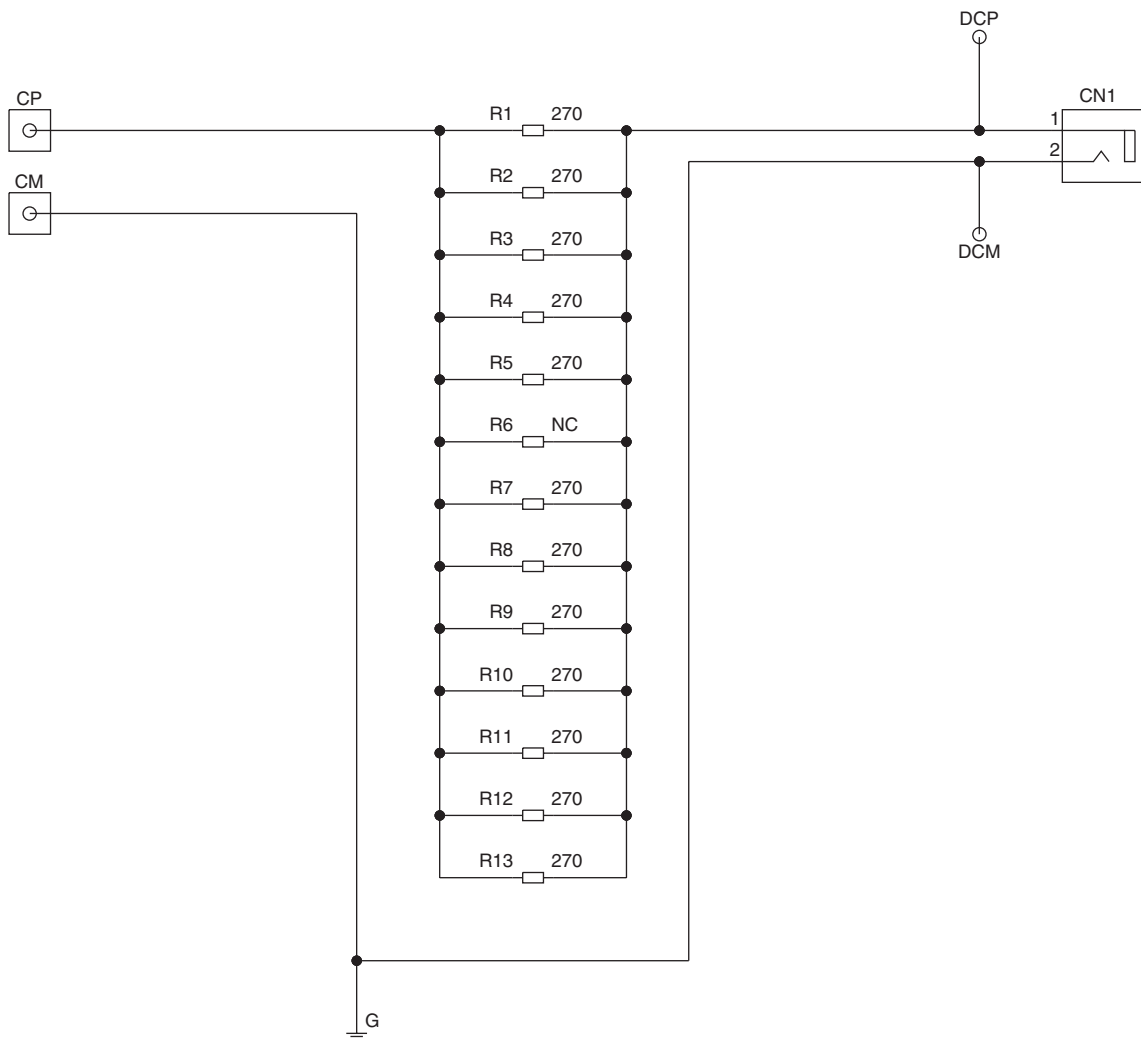 DCP
CP
R1 270
CN1
1
2
CM
R2 270
R3 270
DCM
R4 270
R5 270
R6 NC
R7 270
R8 270
R9 270
R10 270
R11 270
R12 270
R13 270
G